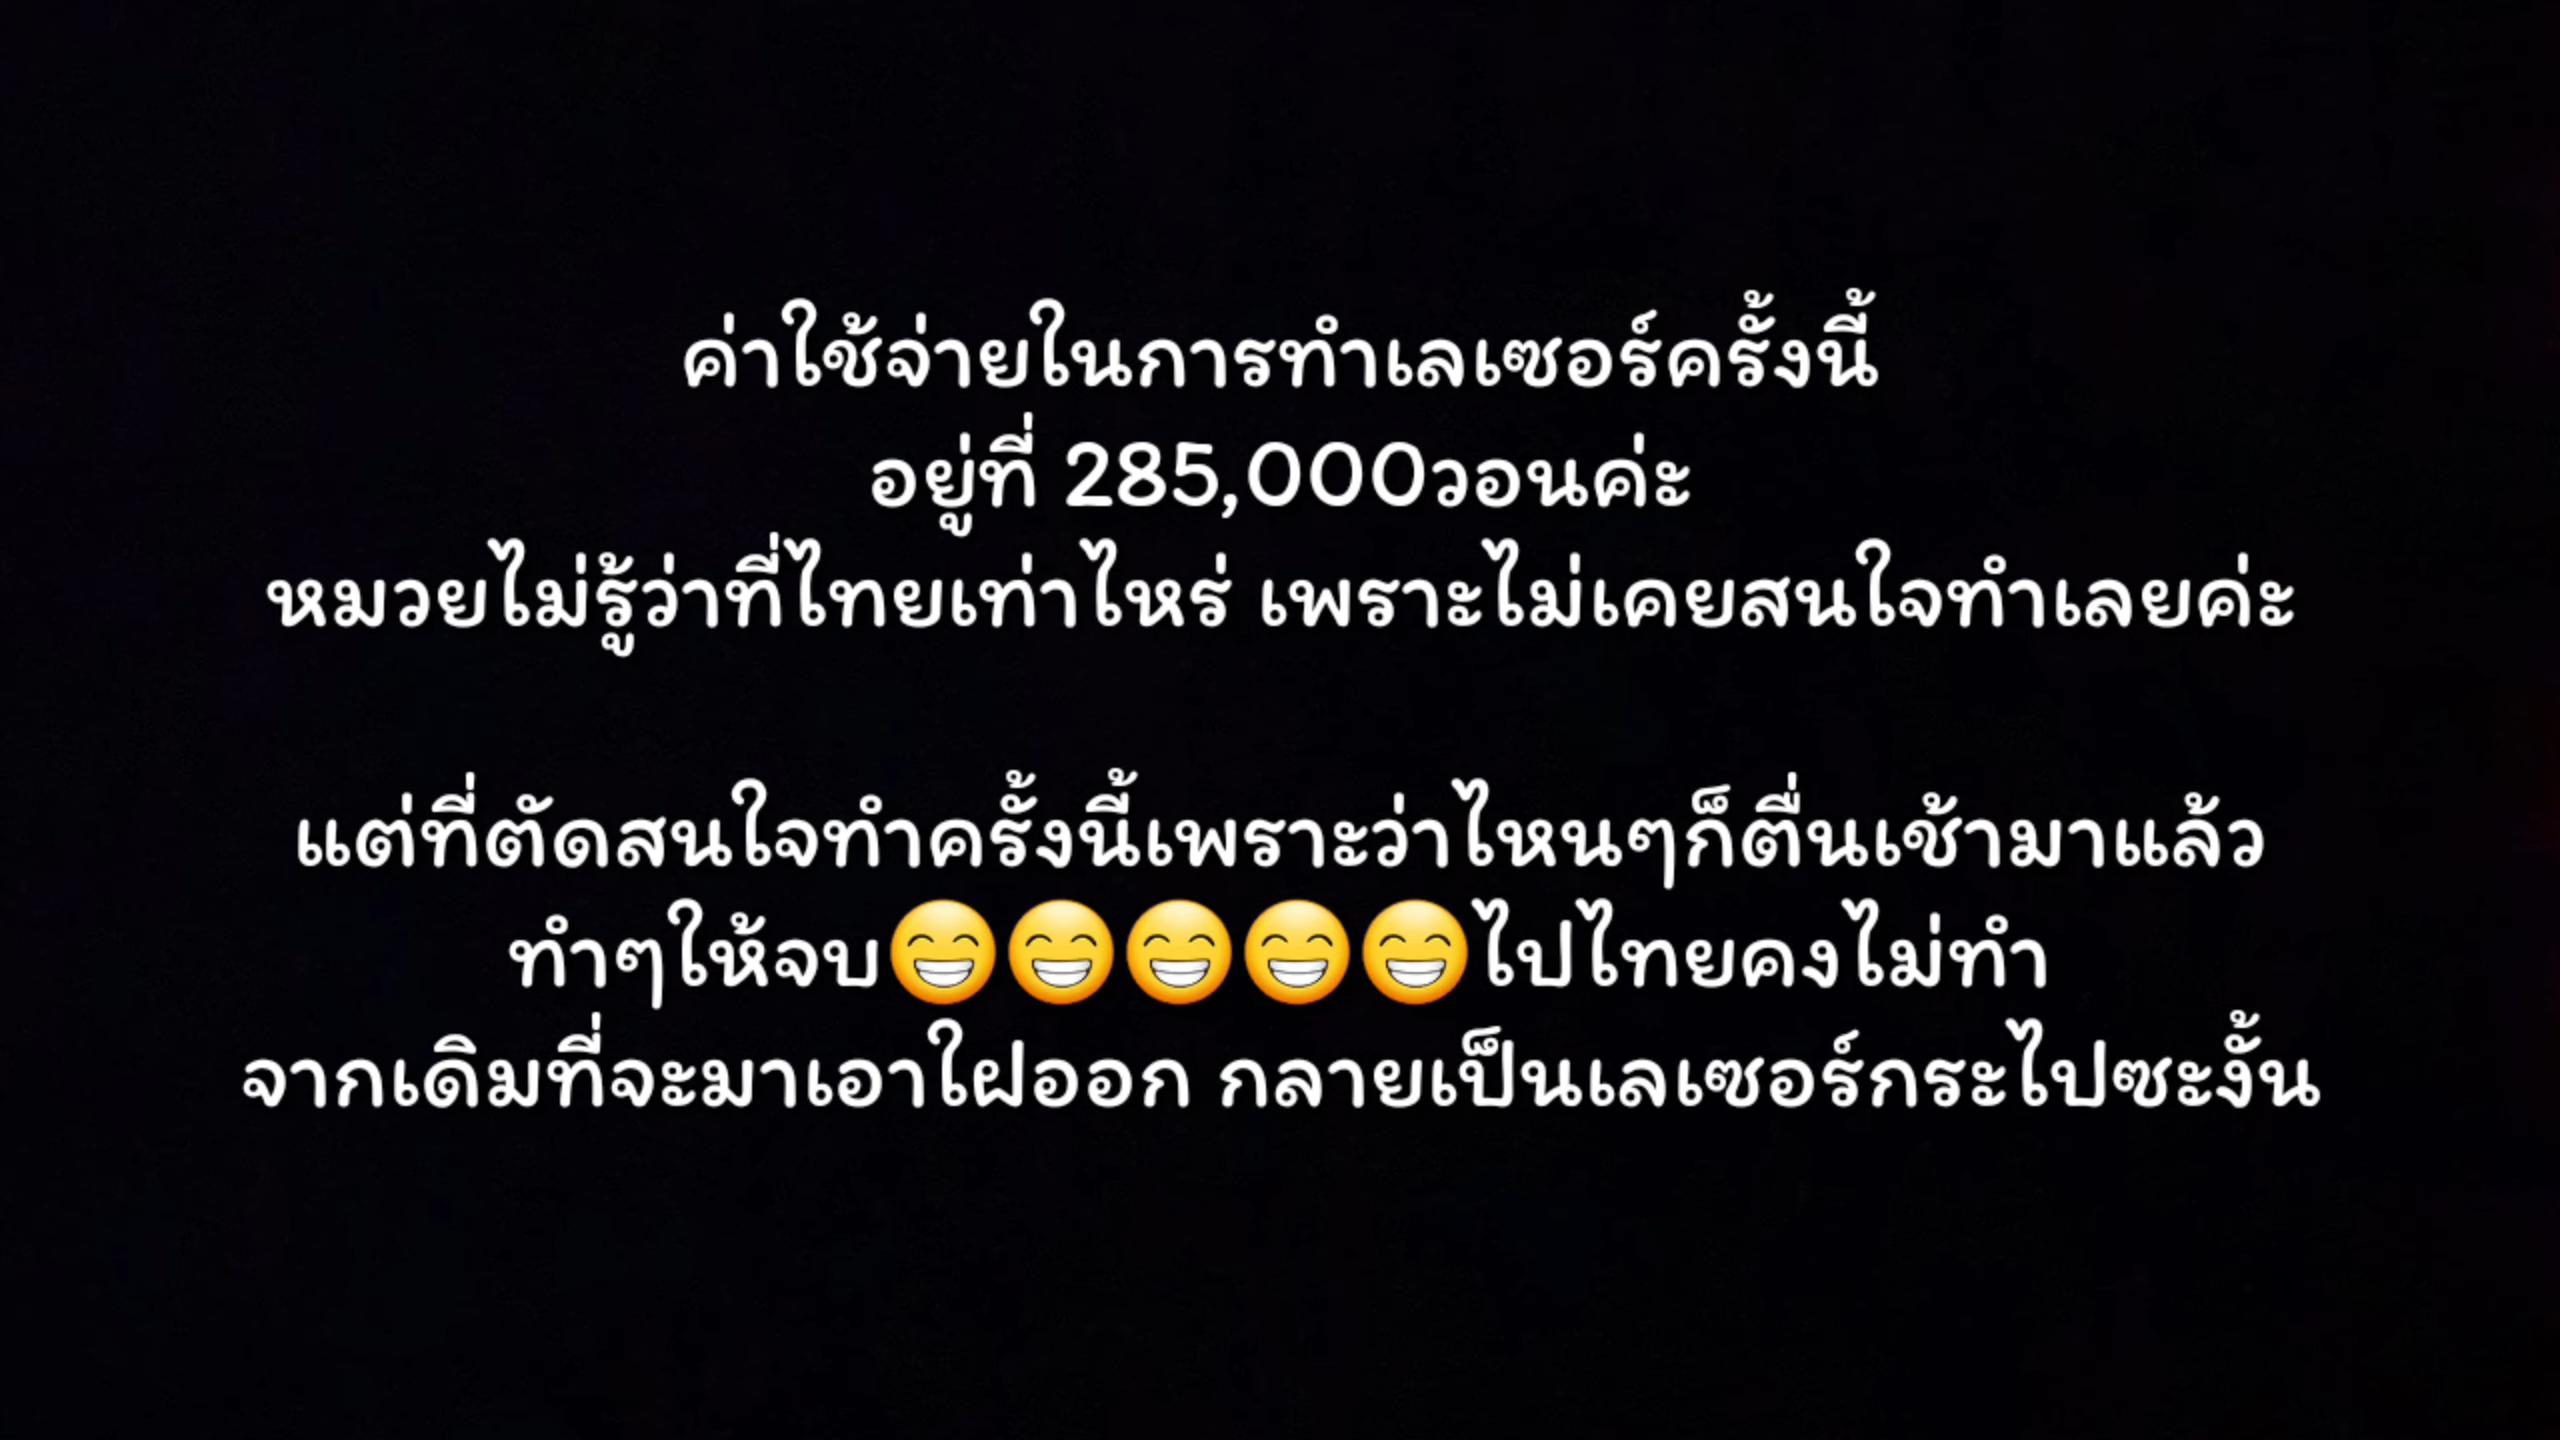 ค่าใช้จ่ายในการทำเลเซอร์ครั้งนี้
อยู่ที่ 285,000วอนค่ะ
หมวยไม่รู้ว่าที่ไทยเท่าไหร่ เพราะไม่เคยสนใจทำเลยค่ะ
แต่ที่ตัดสนใจทำครั้งนี้เพราะว่าไหนๆก็ตื่นเช้ามาแล้ว
ทำๆให้จบ😁😁😁😁😁ไปไทยคงไม่ทำ
จากเดิมที่จะมาเอาใฝออก กลายเป็นเลเซอร์กระไปซะงั้น